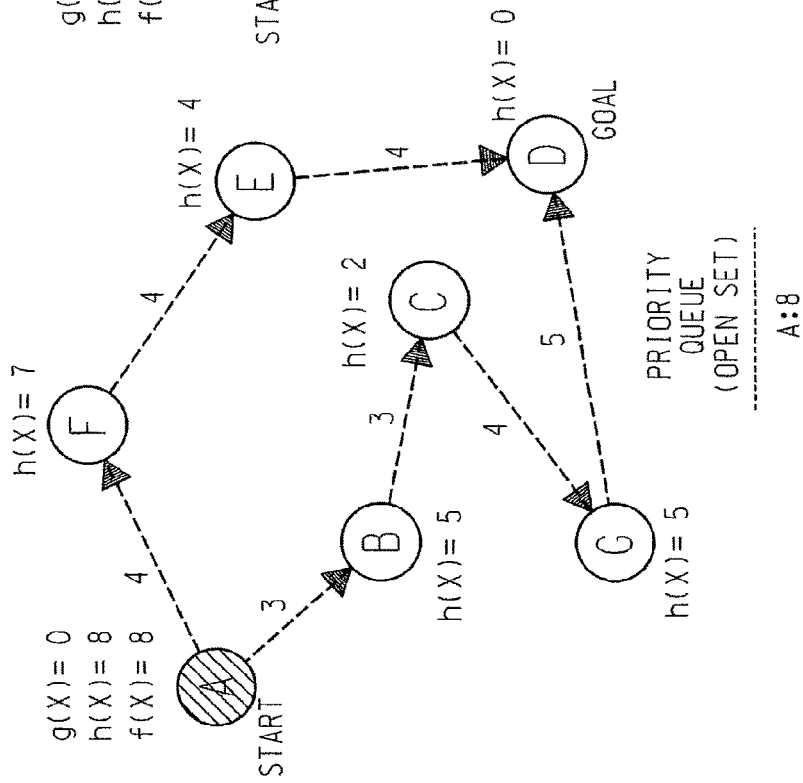 g(X)= 0
h(X)= 8
f(X)= 8
A
START
4
3
h(X)= 7
F
4
h(X)= 4
E
4
B
h(X)= 5
3
h(X)= 2
C
4
G
h(X)= 5
5
h(X)= 0
D
GOAL
PRIORITY
QUEUE
(OPEN SET)
A:8
g(
h(
f(
STA